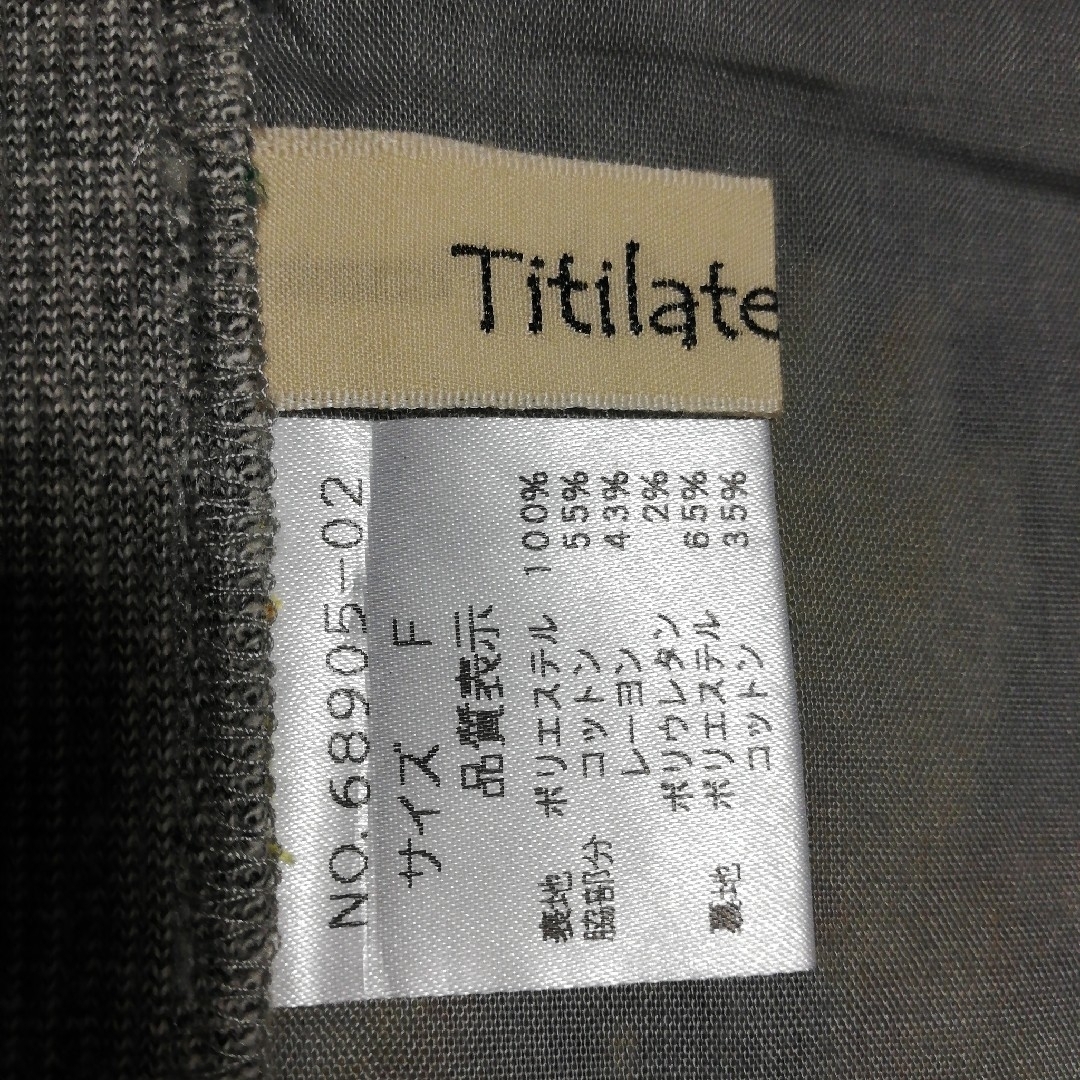 Titilate
NO.68905-02
サイズ F
品質表示
表地 ポリエステル 100%
脇部分 コットン 55%
レーヨン 43%
ポリウレタン 2%
裏地 ポリエステル 65%
コットン 35%